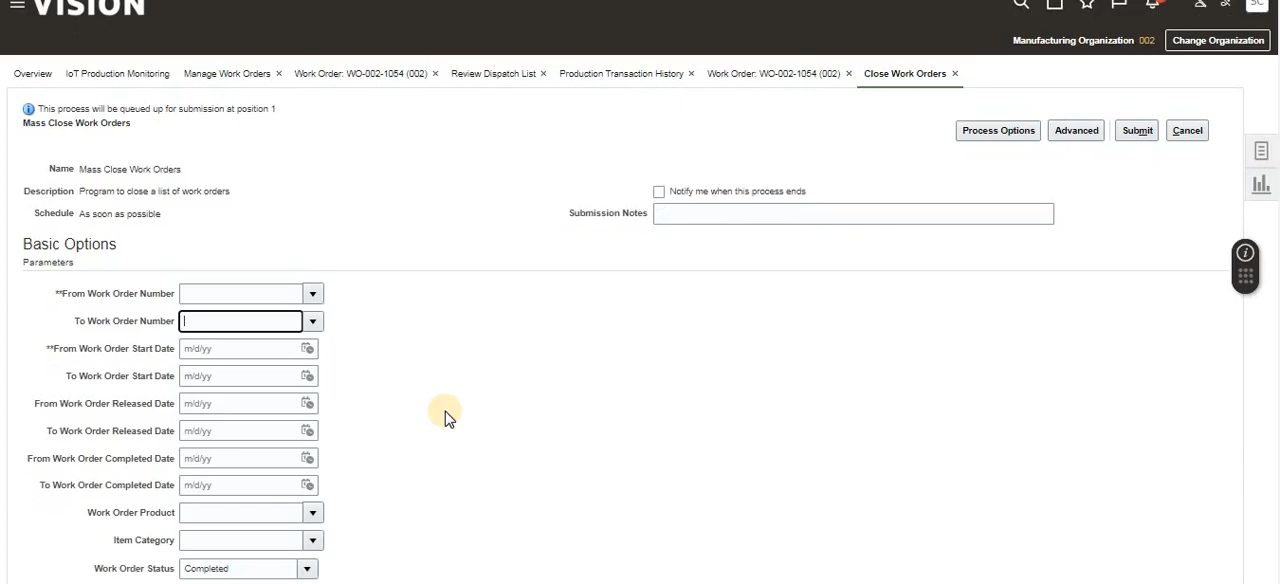 VISION
SC
Manufacturing Organization 002 Change Organization
Overview IoT Production Monitoring Manage Work Orders × Work Order: WO-002-1054 (002) × Review Dispatch List × Production Transaction History × Work Order: WO-002-1054 (002) × Close Work Orders ×
This process will be queued up for submission at position 1
Mass Close Work Orders
Process Options Advanced Submit Cancel
Name Mass Close Work Orders
Description Program to close a list of work orders
Notify me when this process ends
Schedule As soon as possible
Submission Notes
Basic Options
Parameters
**From Work Order Number
To Work Order Number
**From Work Order Start Date m/d/yy
To Work Order Start Date m/d/yy
From Work Order Released Date m/d/yy
To Work Order Released Date m/d/yy
From Work Order Completed Date m/d/yy
To Work Order Completed Date m/d/yy
Work Order Product
Item Category
Work Order Status Completed